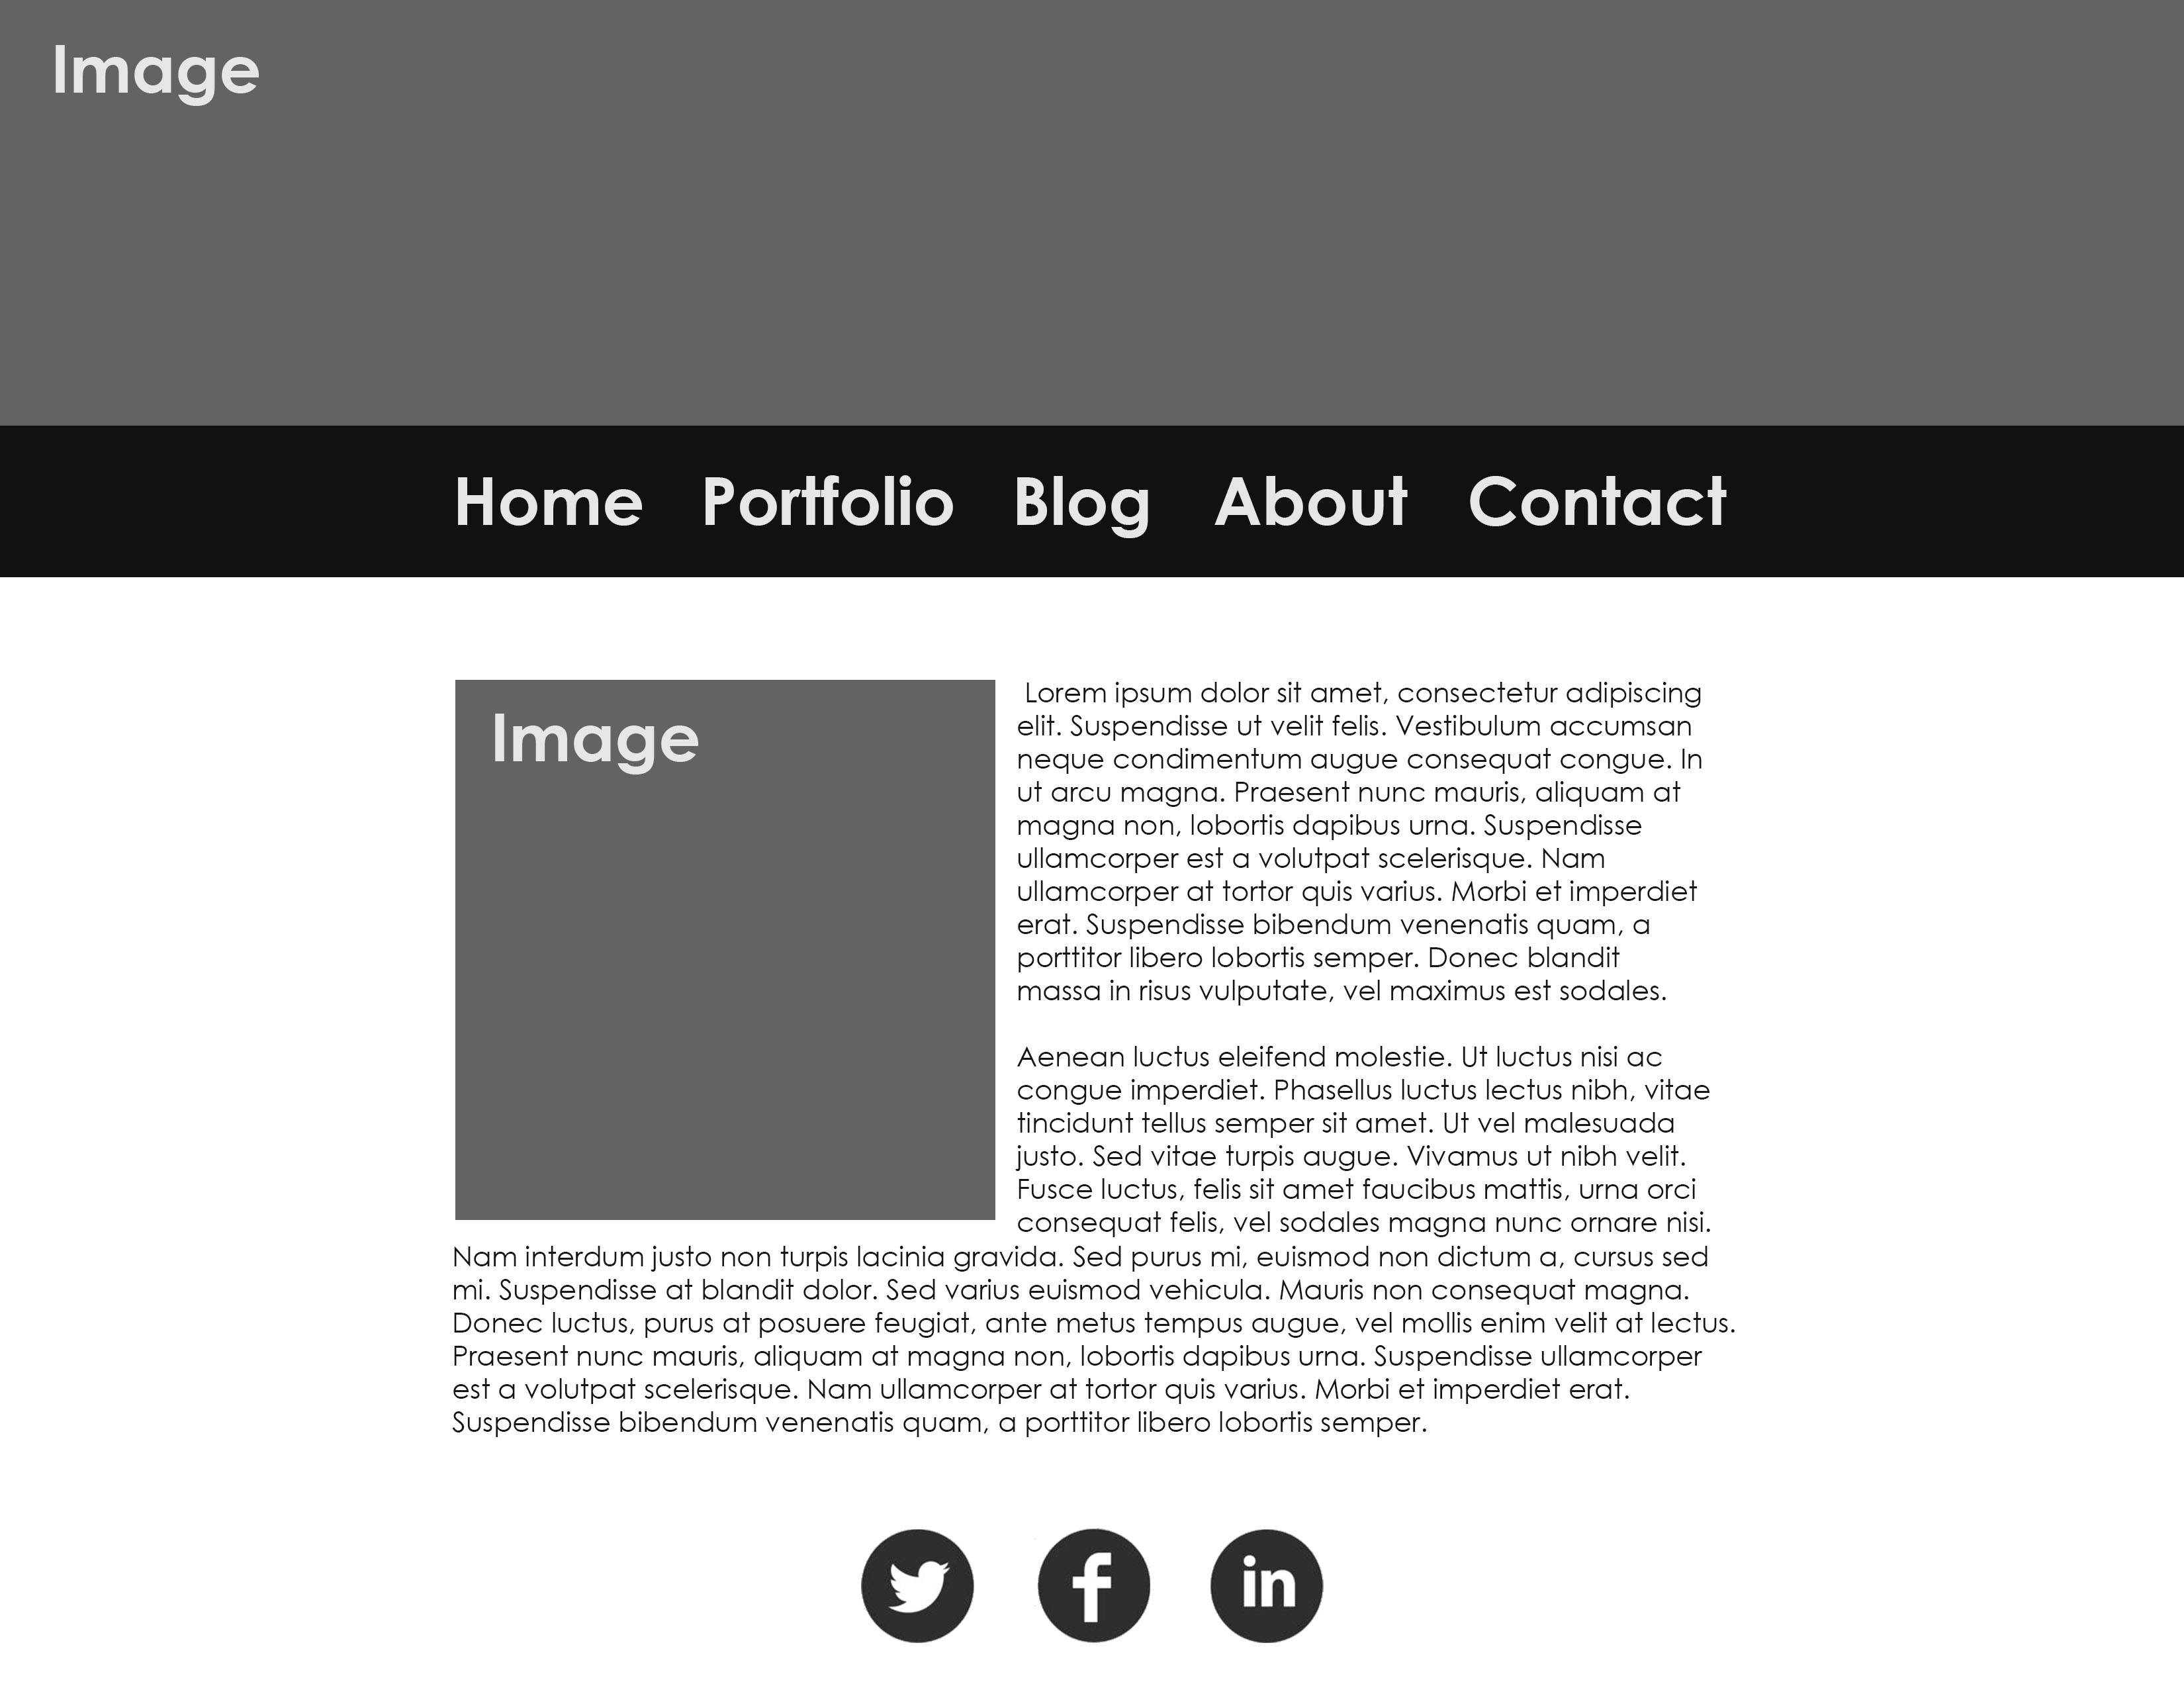 Image
Home Portfolio Blog About Contact
Image
Lorem ipsum dolor sit amet, consectetur adipiscing
elit. Suspendisse ut velit felis. Vestibulum accumsan
neque condimentum augue consequat congue. In
ut arcu magna. Praesent nunc mauris, aliquam at
magna non, lobortis dapibus urna. Suspendisse
ullamcorper est a volutpat scelerisque. Nam
ullamcorper at tortor quis varius. Morbi et imperdiet
erat. Suspendisse bibendum venenatis quam, a
porttitor libero lobortis semper. Donec blandit
massa in risus vulputate, vel maximus est sodales.
Aenean luctus eleifend molestie. Ut luctus nisi ac
congue imperdiet. Phasellus luctus lectus nibh, vitae
tincidunt tellus semper sit amet. Ut vel malesuada
justo. Sed vitae turpis augue. Vivamus ut nibh velit.
Fusce luctus, felis sit amet faucibus mattis, urna orci
consequat felis, vel sodales magna nunc ornare nisi.
Nam interdum justo non turpis lacinia gravida. Sed purus mi, euismod non dictum a, cursus sed
mi. Suspendisse at blandit dolor. Sed varius euismod vehicula. Mauris non consequat magna.
Donec luctus, purus at posuere feugiat, ante metus tempus augue, vel mollis enim velit at lectus.
Praesent nunc mauris, aliquam at magna non, lobortis dapibus urna. Suspendisse ullamcorper
est a volutpat scelerisque. Nam ullamcorper at tortor quis varius. Morbi et imperdiet erat.
Suspendisse bibendum venenatis quam, a porttitor libero lobortis semper.
f in